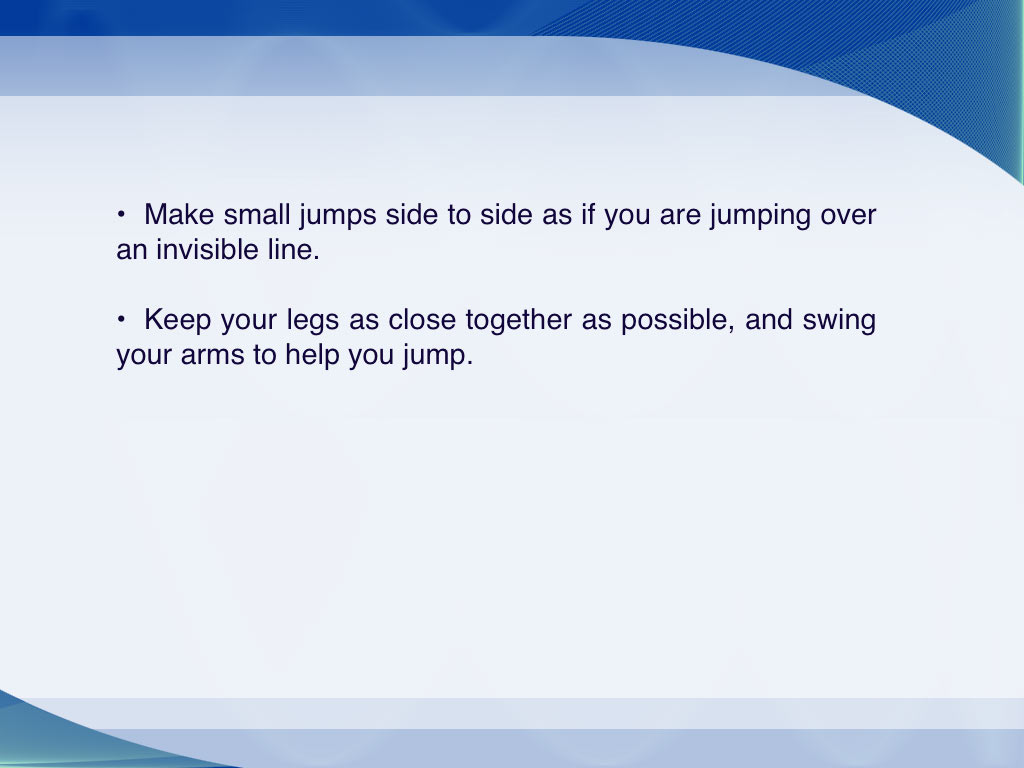 • Make small jumps side to side as if you are jumping over
an invisible line.
• Keep your legs as close together as possible, and swing
your arms to help you jump.